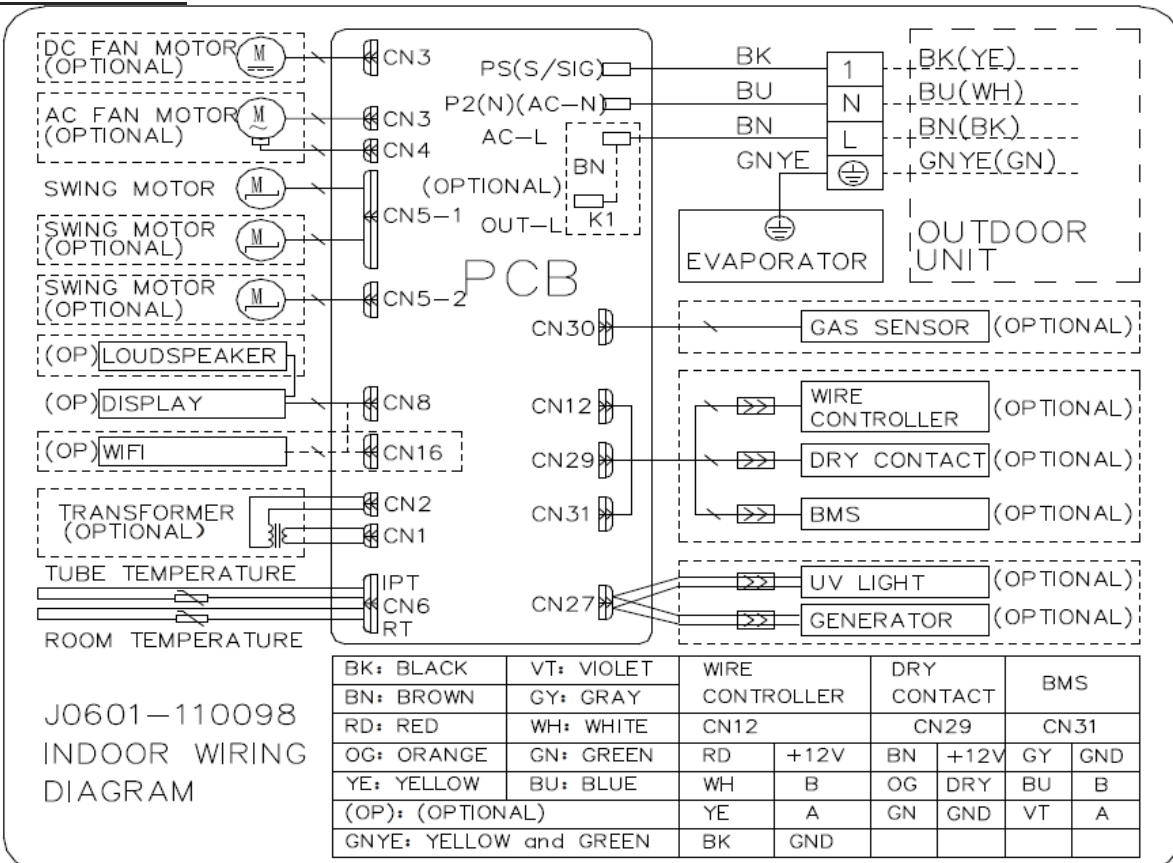 DC FAN MOTOR
(OPTIONAL)
M
CN3
AC FAN MOTOR
(OPTIONAL)
M
~
CN3
CN4
SWING MOTOR
M
SWING MOTOR
(OPTIONAL)
M
CN5-1
SWING MOTOR
(OPTIONAL)
M
CN5-2
(OP) LOUDSPEAKER
(OP) DISPLAY
CN8
(OP) WIFI
CN16
TRANSFORMER
(OPTIONAL)
CN2
CN1
TUBE TEMPERATURE
IPT
CN6
RT
ROOM TEMPERATURE
PCB
PS(S/SIG)
P2(N)(AC-N)
AC-L
BN
(OPTIONAL)
OUT-L
K1
BK
BU
BN
GNYE
1
N
L
BK(YE)
BU(WH)
BN(BK)
GNYE(GN)
OUTDOOR
UNIT
EVAPORATOR
CN30
GAS SENSOR (OPTIONAL)
CN12
WIRE
CONTROLLER (OPTIONAL)
CN29
DRY CONTACT (OPTIONAL)
CN31
BMS (OPTIONAL)
CN27
UV LIGHT (OPTIONAL)
GENERATOR (OPTIONAL)
J0601-110098
INDOOR WIRING
DIAGRAM
BK: BLACK VT: VIOLET
BN: BROWN GY: GRAY
RD: RED WH: WHITE
OG: ORANGE GN: GREEN
YE: YELLOW BU: BLUE
(OP): (OPTIONAL)
GNYE: YELLOW and GREEN
WIRE
CONTROLLER
DRY
CONTACT
BMS
CN12 CN29 CN31
RD +12V BN +12V GY GND
WH B OG DRY BU B
YE A GN GND VT A
BK GND